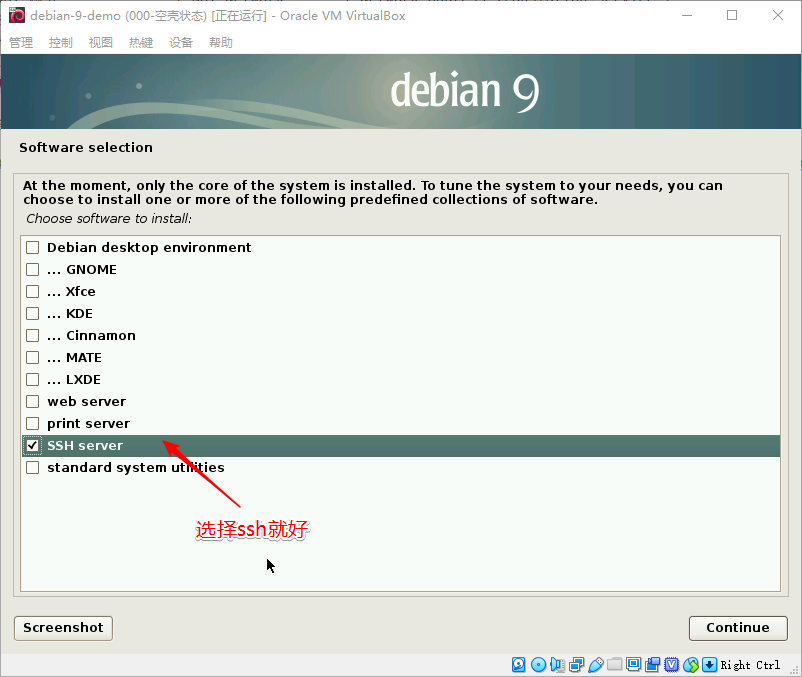 debian-9-demo (000-空壳状态) [正在运行] - Oracle VM VirtualBox
管理 控制 视图 热键 设备 帮助
debian 9
Software selection
At the moment, only the core of the system is installed. To tune the system to your needs, you can
choose to install one or more of the following predefined collections of software.
Choose software to install:
Debian desktop environment
... GNOME
... Xfce
... KDE
... Cinnamon
... MATE
... LXDE
web server
print server
SSH server
standard system utilities
选择ssh就好
Screenshot
Continue
Right Ctrl